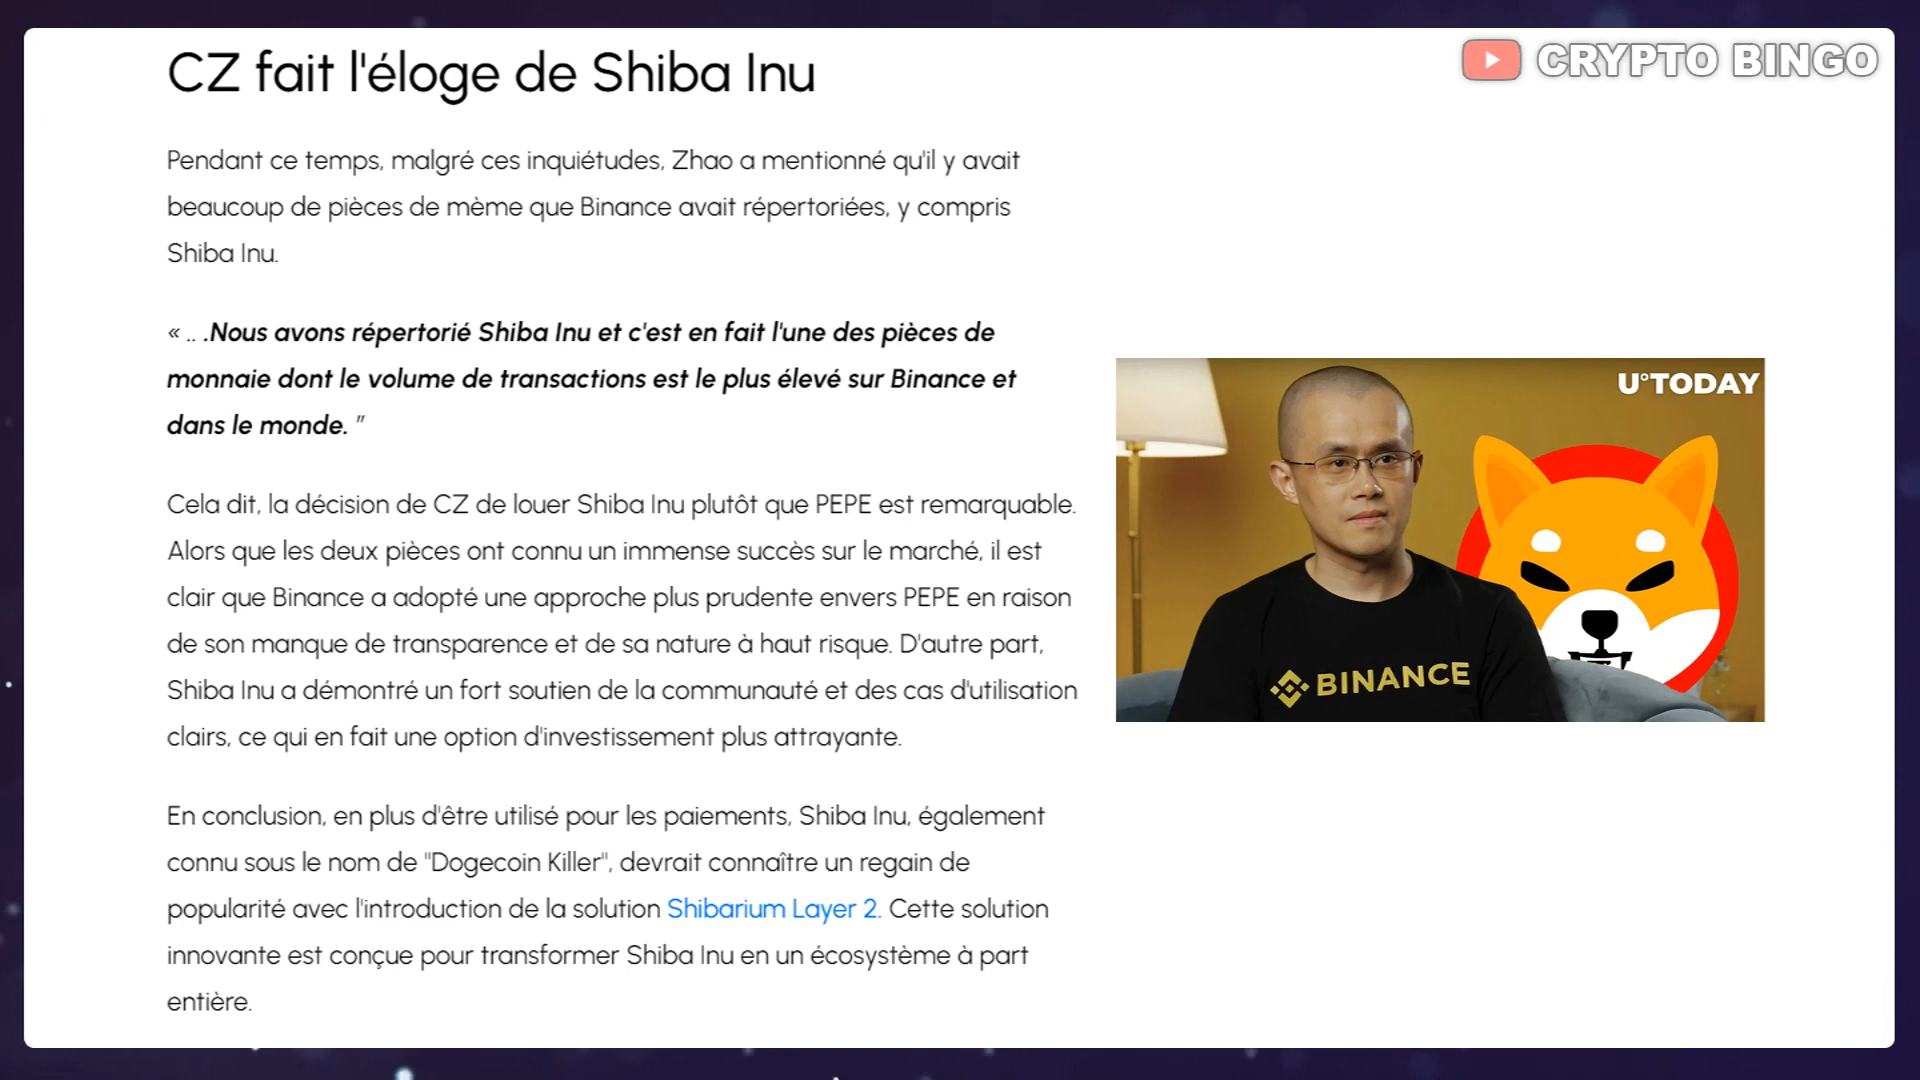 CRYPTO BINGO
CZ fait l'éloge de Shiba Inu
Pendant ce temps, malgré ces inquiétudes, Zhao a mentionné qu'il y avait
beaucoup de pièces de mème que Binance avait répertoriées, y compris
Shiba Inu.
« .. .Nous avons répertorié Shiba Inu et c'est en fait l'une des pièces de
monnaie dont le volume de transactions est le plus élevé sur Binance et
dans le monde. ”
Cela dit, la décision de CZ de louer Shiba Inu plutôt que PEPE est remarquable.
Alors que les deux pièces ont connu un immense succès sur le marché, il est
clair que Binance a adopté une approche plus prudente envers PEPE en raison
de son manque de transparence et de sa nature à haut risque. D'autre part,
Shiba Inu a démontré un fort soutien de la communauté et des cas d'utilisation
clairs, ce qui en fait une option d'investissement plus attrayante.
En conclusion, en plus d'être utilisé pour les paiements, Shiba Inu, également
connu sous le nom de "Dogecoin Killer", devrait connaître un regain de
popularité avec l'introduction de la solution Shibarium Layer 2. Cette solution
innovante est conçue pour transformer Shiba Inu en un écosystème à part
entière.
U°TODAY
BINANCE